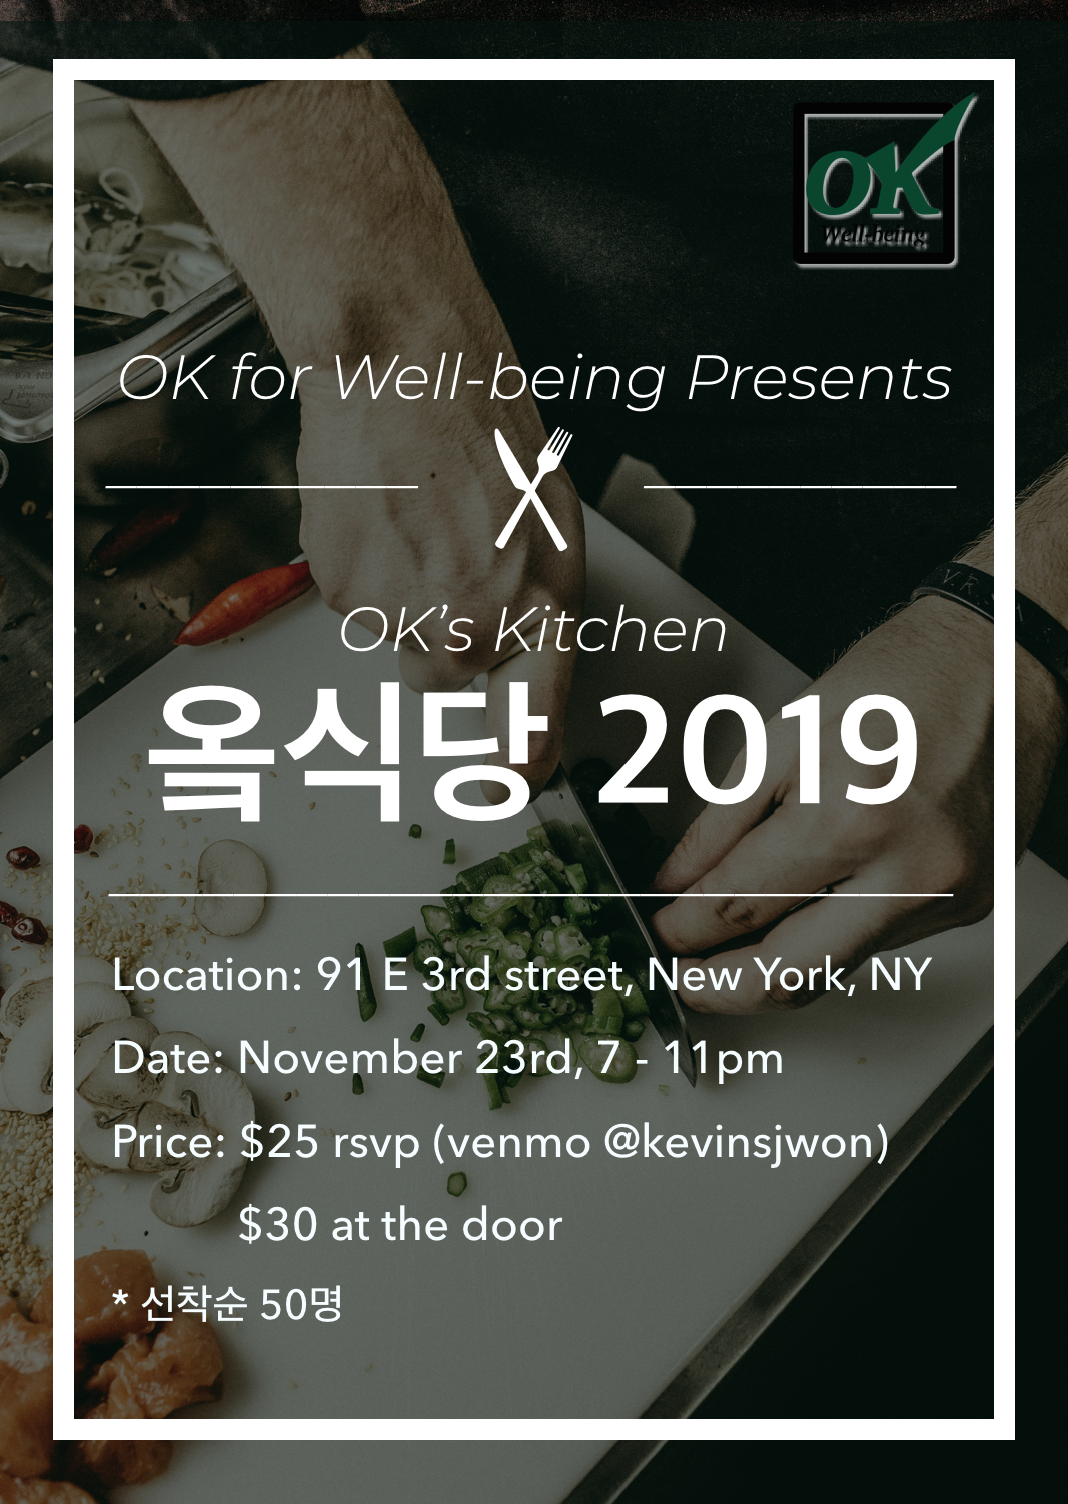 OK
Well-being
OK for Well-being Presents
OK’s Kitchen
옼식당 2019
Location: 91 E 3rd street, New York, NY
Date: November 23rd, 7 - 11pm
Price: $25 rsvp (venmo @kevinsjwon)
$30 at the door
* 선착순 50명